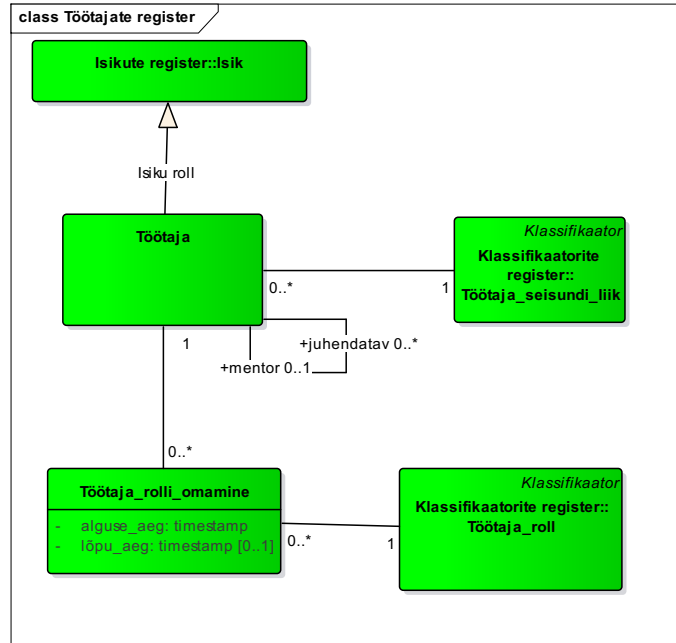 class Töötajate register
Isikute register::Isik
Isiku roll
Töötaja
Klassifikaator
Klassifikaatorite
register::
Töötaja_seisundi_liik
0..*
1
1
+juhendatav 0..*
+mentor 0..1
0..*
Töötaja_rolli_omamine
- alguse_aeg: timestamp
- lõpu_aeg: timestamp [0..1]
0..*
1
Klassifikaator
Klassifikaatorite register::
Töötaja_roll